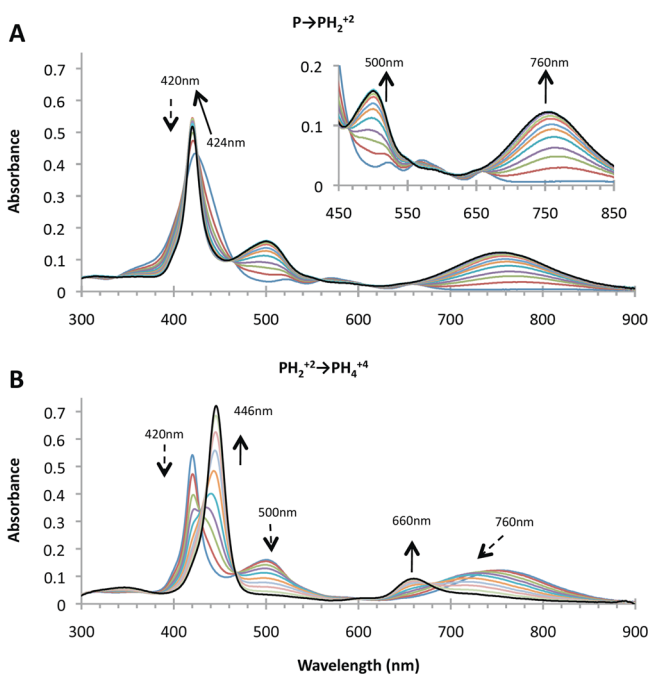 A
P→PH₂⁺²
0.7
0.6
0.5
0.4
0.3
0.2
0.1
0
Absorbance
420nm
424nm
300 400 500 600 700 800 900
0.2
0.1
0
500nm
760nm
450 550 650 750 850
B
PH₂⁺²→PH₄⁺⁴
0.7
0.6
0.5
0.4
0.3
0.2
0.1
0
Absorbance
420nm
446nm
500nm
660nm
760nm
300 400 500 600 700 800 900
Wavelength (nm)